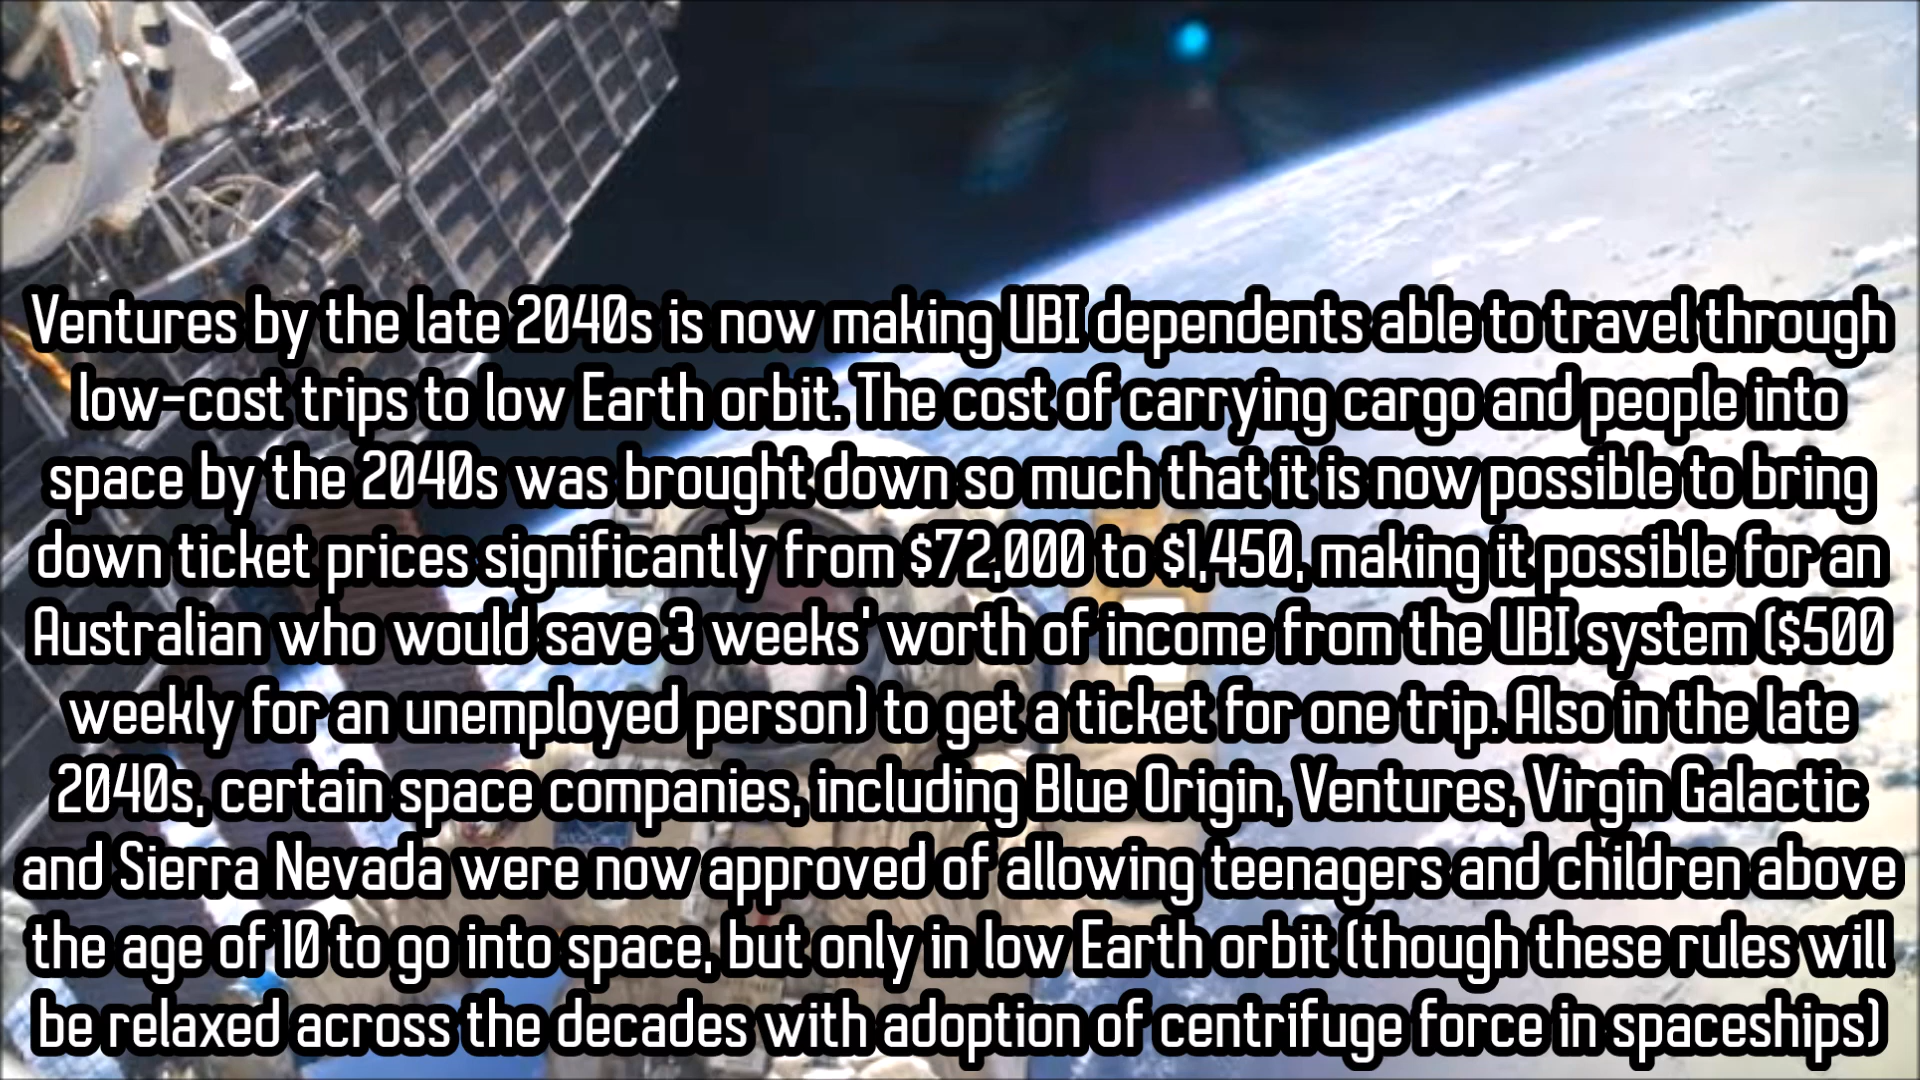 Ventures by the late 2040s is now making UBI dependents able to travel through
low-cost trips to low Earth orbit. The cost of carrying cargo and people into
space by the 2040s was brought down so much that it is now possible to bring
down ticket prices significantly from $72,000 to $1,450, making it possible for an
Australian who would save 3 weeks' worth of income from the UBI system ($500
weekly for an unemployed person) to get a ticket for one trip. Also in the late
2040s, certain space companies, including Blue Origin, Ventures, Virgin Galactic
and Sierra Nevada were now approved of allowing teenagers and children above
the age of 10 to go into space, but only in low Earth orbit (though these rules will
be relaxed across the decades with adoption of centrifuge force in spaceships)